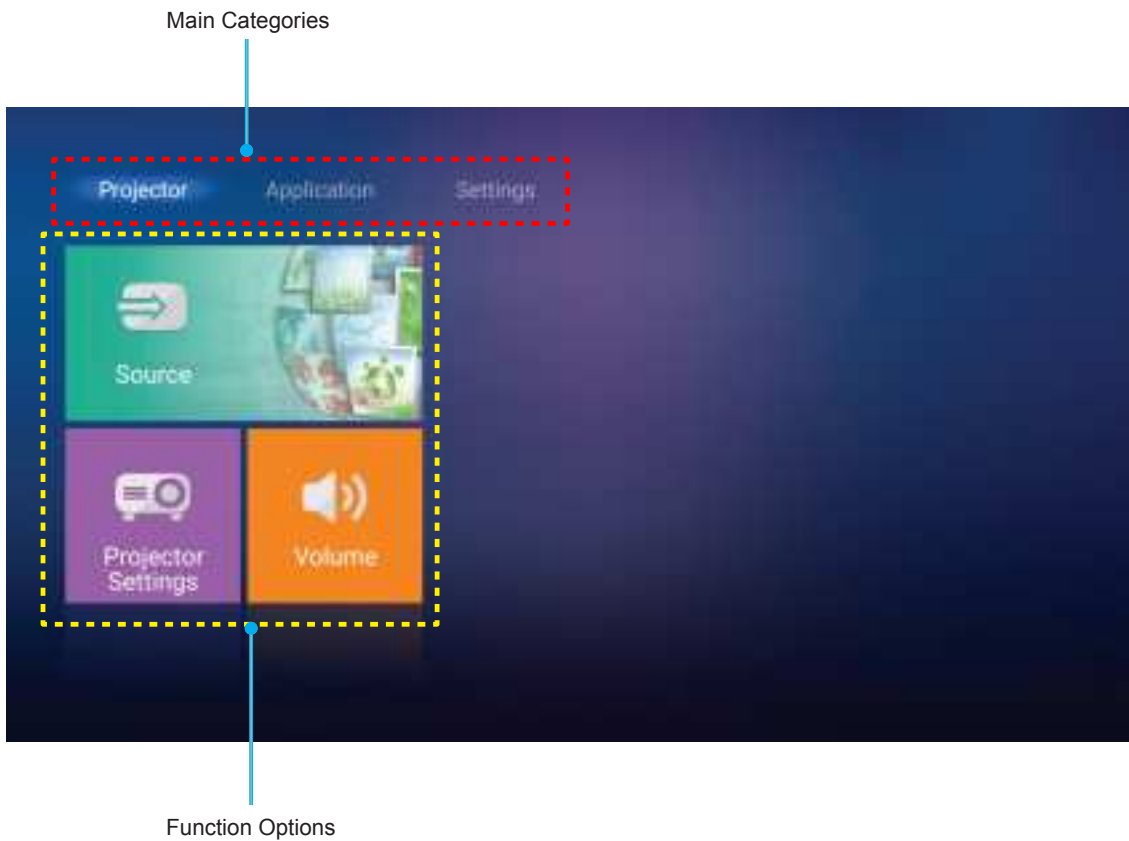 Main Categories
Projector Application Settings
Source
Projector
Settings
Volume
Function Options